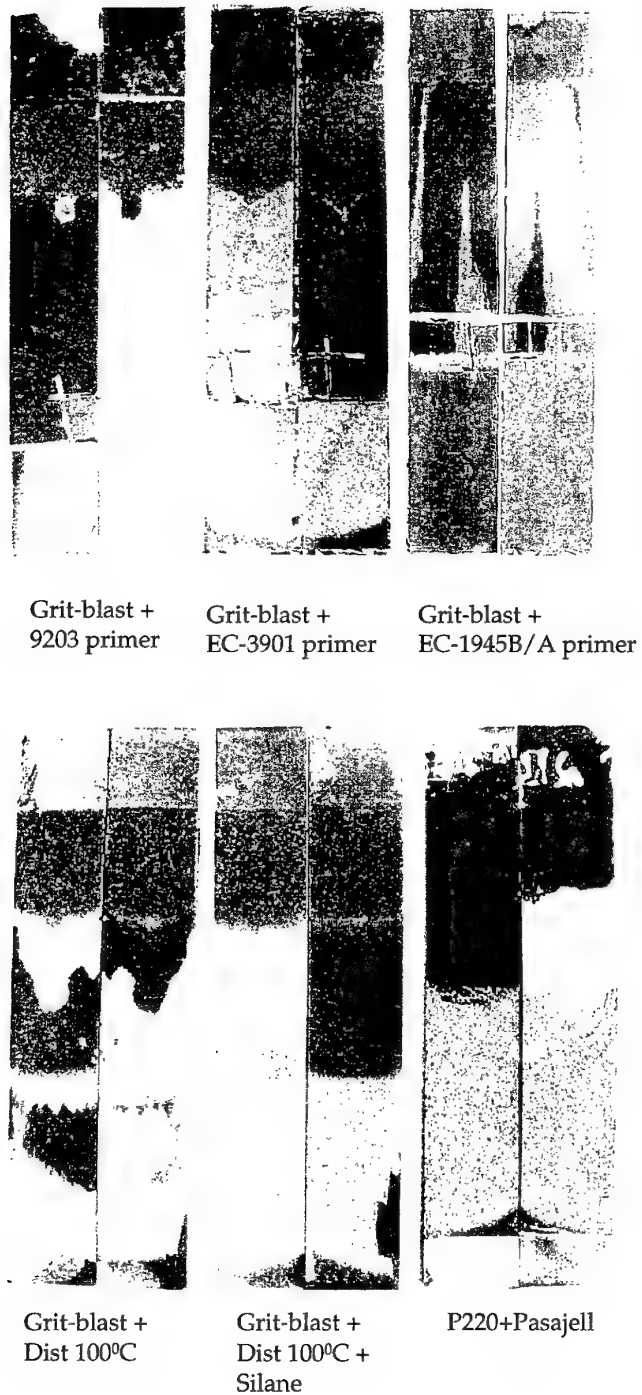 Grit-blast +
9203 primer
Grit-blast +
EC-3901 primer
Grit-blast +
EC-1945B/A primer
Grit-blast +
Dist 100⁰C
Grit-blast +
Dist 100⁰C +
Silane
P220+Pasajell